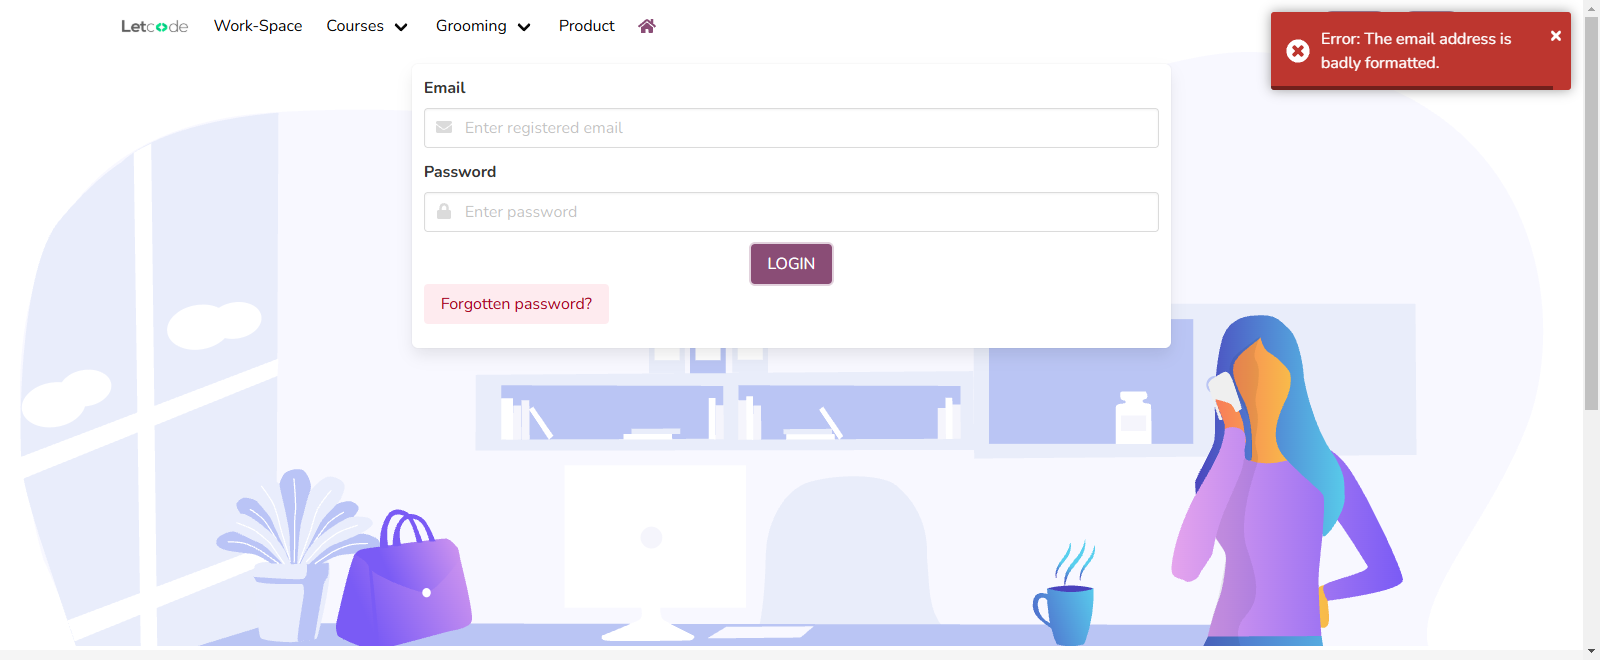 Letcode
Work-Space
Courses
Grooming
Product
Error: The email address is
badly formatted.
Email
Enter registered email
Password
Enter password
LOGIN
Forgotten password?